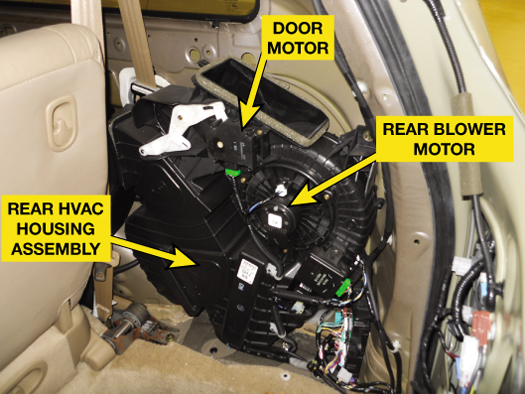 DOOR
MOTOR
REAR BLOWER
MOTOR
REAR HVAC
HOUSING
ASSEMBLY